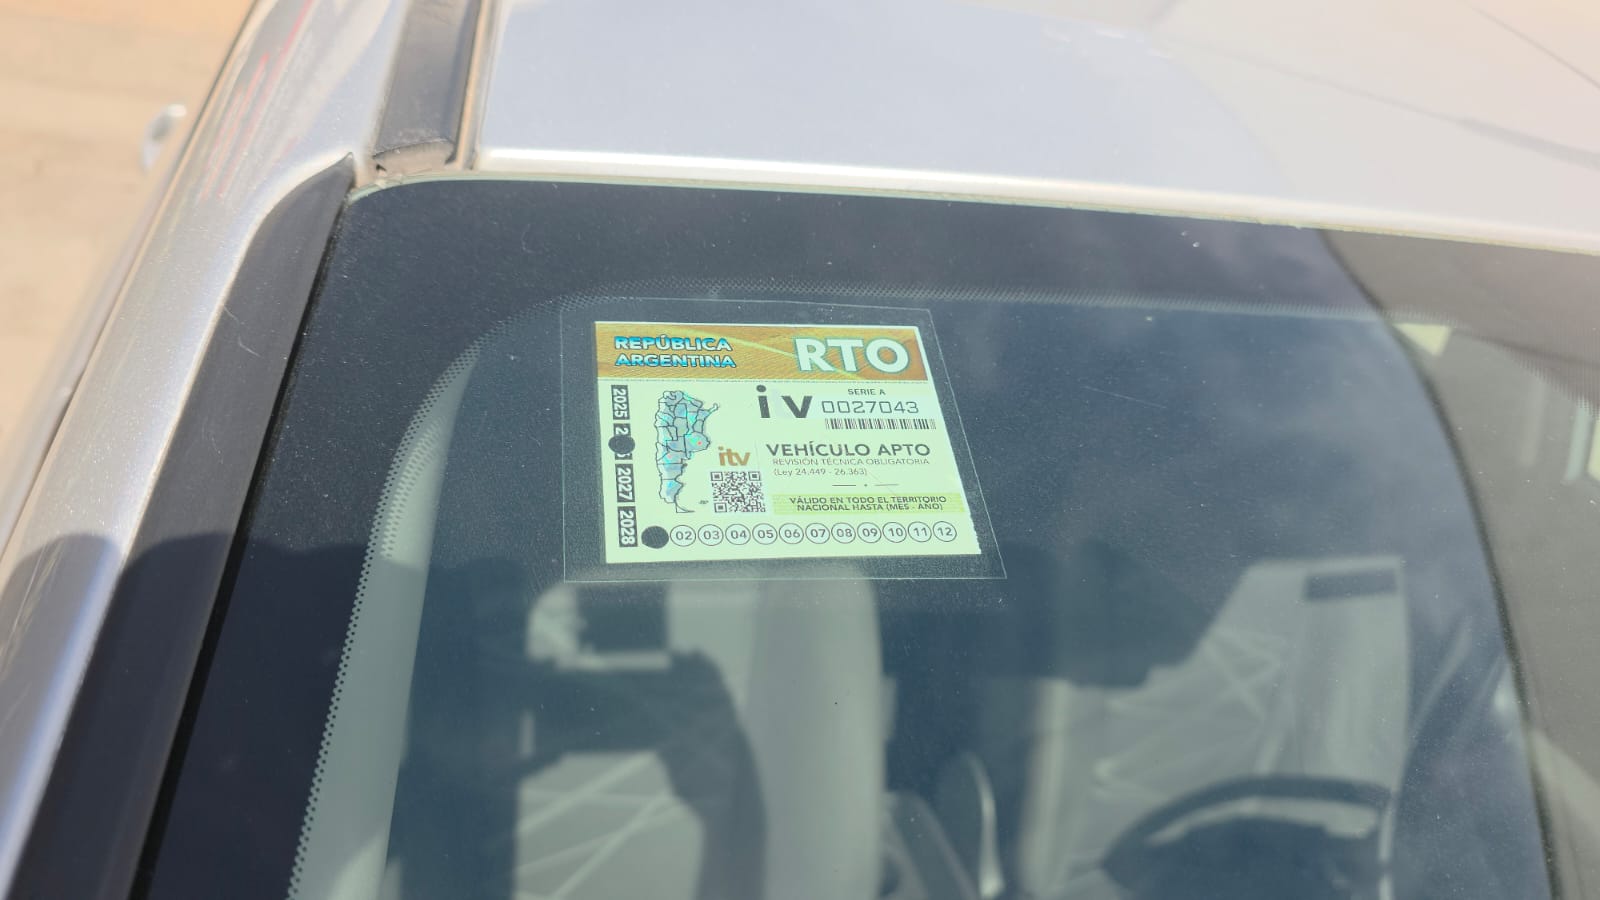 REPÚBLICA
ARGENTINA
RTO
SERIE A
itv 0027043
2025
2027
2028
itv
VEHÍCULO APTO
REVISIÓN TÉCNICA OBLIGATORIA
(Ley 24.449 - 26.363)
VÁLIDO EN TODO EL TERRITORIO
NACIONAL HASTA (MES - AÑO)
02 03 04 05 06 07 08 09 10 11 12